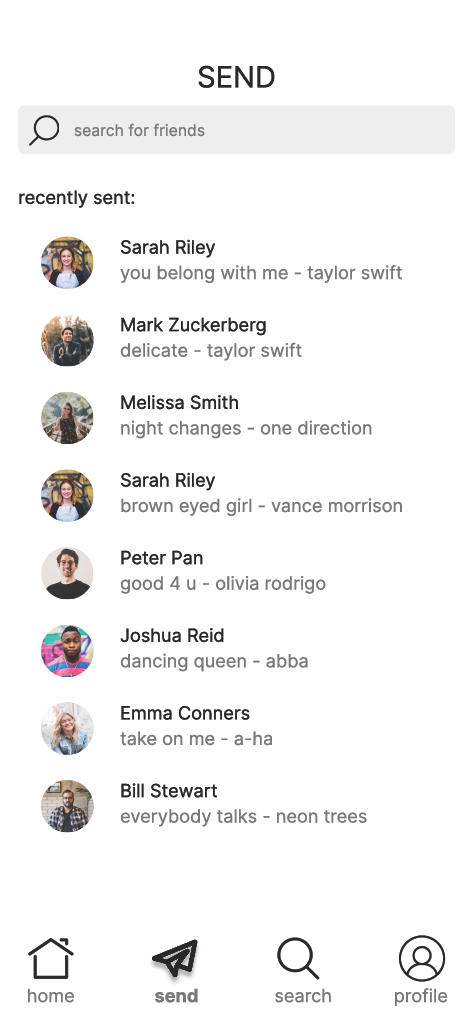 SEND
search for friends
recently sent:
Sarah Riley
you belong with me - taylor swift
Mark Zuckerberg
delicate - taylor swift
Melissa Smith
night changes - one direction
Sarah Riley
brown eyed girl - vance morrison
Peter Pan
good 4 u - olivia rodrigo
Joshua Reid
dancing queen - abba
Emma Conners
take on me - a-ha
Bill Stewart
everybody talks - neon trees
home
send
search
profile